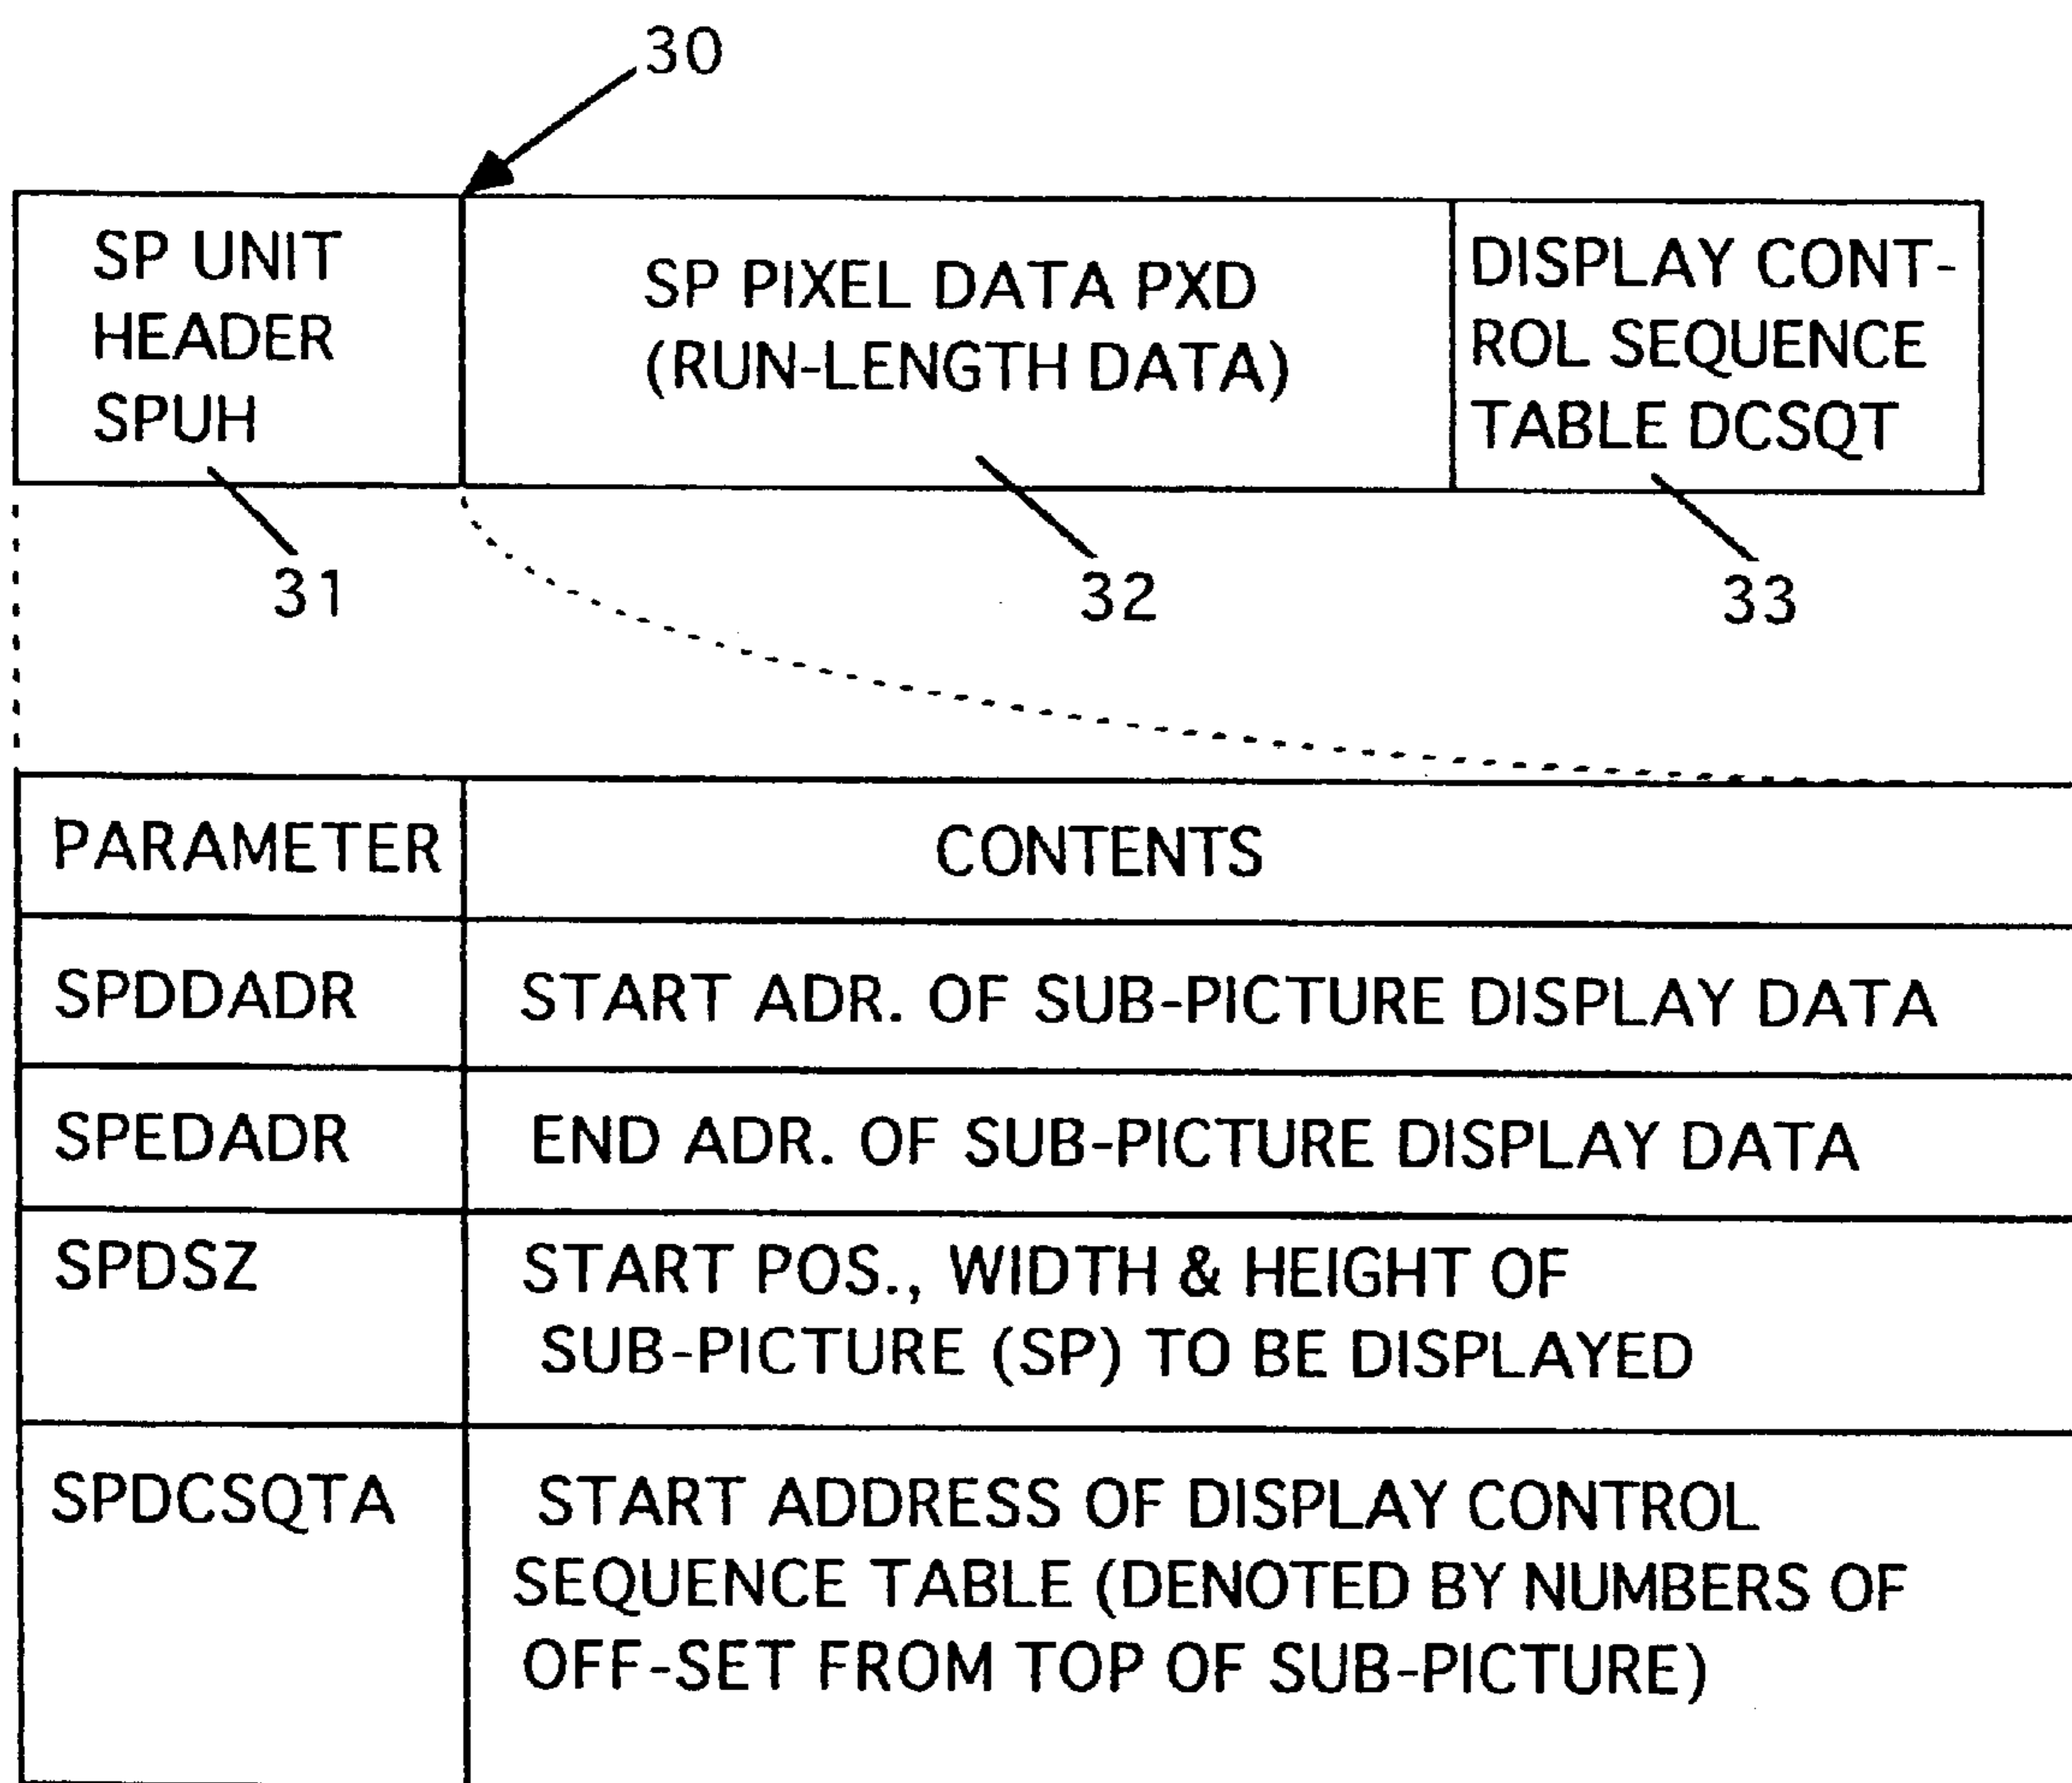 30
SP UNIT
HEADER
SPUH
SP PIXEL DATA PXD
(RUN-LENGTH DATA)
DISPLAY CONT-
ROL SEQUENCE
TABLE DCSQT
31
32
33
PARAMETER
CONTENTS
SPDDADR
START ADR. OF SUB-PICTURE DISPLAY DATA
SPEDADR
END ADR. OF SUB-PICTURE DISPLAY DATA
SPDSZ
START POS., WIDTH & HEIGHT OF
SUB-PICTURE (SP) TO BE DISPLAYED
SPDCSQTA
START ADDRESS OF DISPLAY CONTROL
SEQUENCE TABLE (DENOTED BY NUMBERS OF
OFF-SET FROM TOP OF SUB-PICTURE)